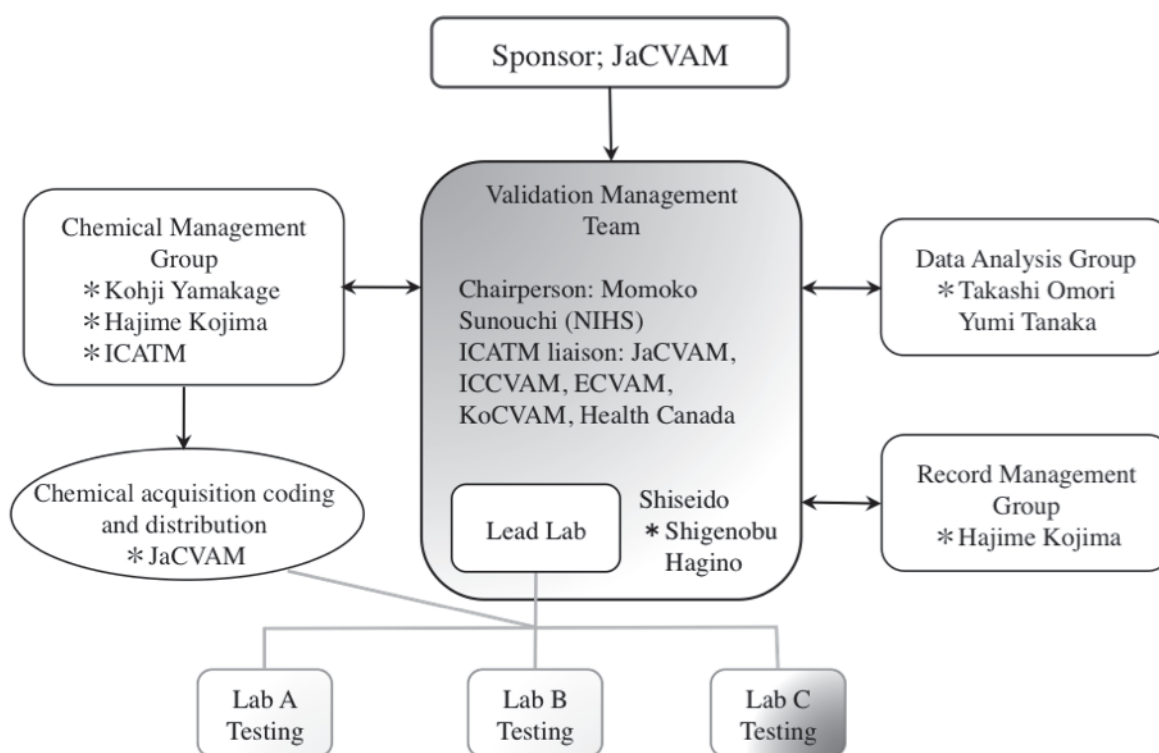 Sponsor; JaCVAM
Validation Management
Team
Chairperson: Momoko
Sunouchi (NIHS)
ICATM liaison: JaCVAM,
ICCVAM, ECVAM,
KoCVAM, Health Canada
Lead Lab
Shiseido
* Shigenobu
Hagino
Chemical Management
Group
* Kohji Yamakage
* Hajime Kojima
* ICATM
Chemical acquisition coding
and distribution
* JaCVAM
Data Analysis Group
* Takashi Omori
Yumi Tanaka
Record Management
Group
* Hajime Kojima
Lab A
Testing
Lab B
Testing
Lab C
Testing